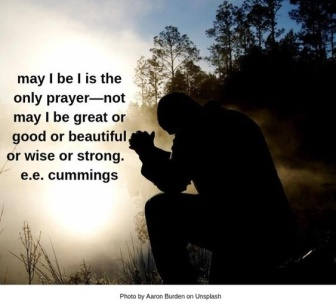 may I be I is the
only prayer—not
may I be great or
good or beautiful
or wise or strong.
e.e. cummings
Photo by Aaron Burden on Unsplash